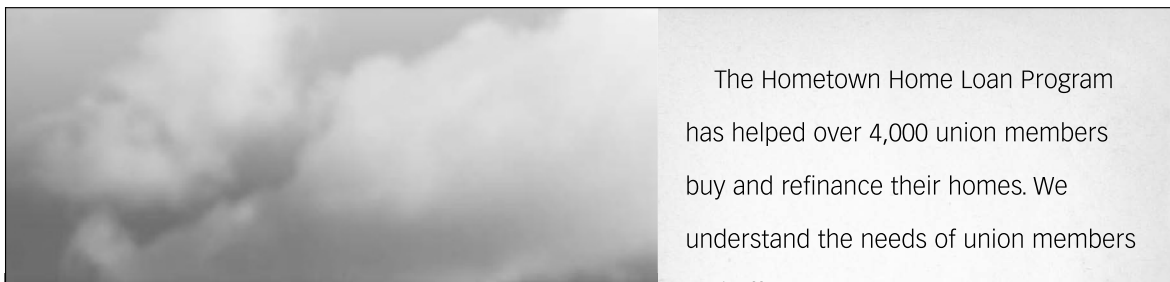 The Hometown Home Loan Program
has helped over 4,000 union members
buy and refinance their homes. We
understand the needs of union members